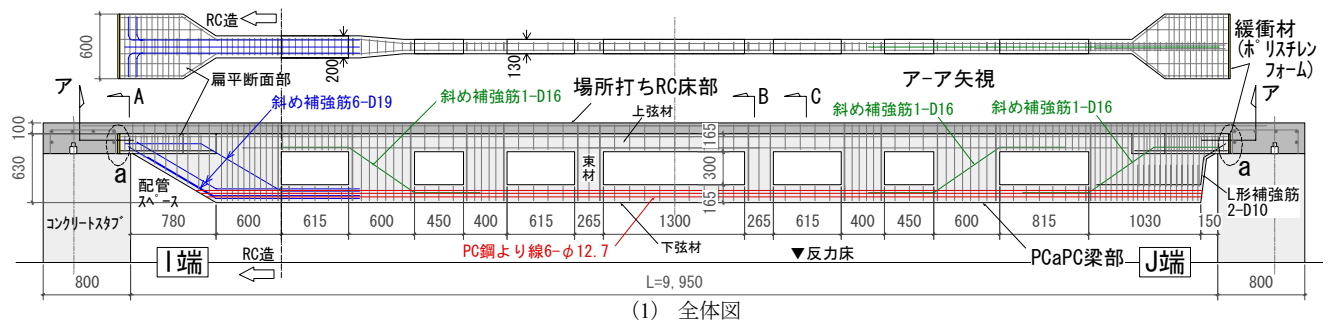 RC造
600
扁平断面部
200
130
ア-ア矢視
緩衝材
(ポリスチレン
フォーム)
ア
A
斜め補強筋6-D19
斜め補強筋1-D16
場所打ちRC床部
B
C
斜め補強筋1-D16
斜め補強筋1-D16
ア
上弦材
100
630
165
300
165
束材
a
a
配管
スペース
コンクリートスタブ
L形補強筋
2-D10
780
600
615
600
450
400
615
265
1300
265
615
400
450
600
815
1030
150
PC鋼より線6-φ12.7
下弦材
▼反力床
PCaPC梁部
I端
RC造
J端
800
L=9,950
800
(1) 全体図